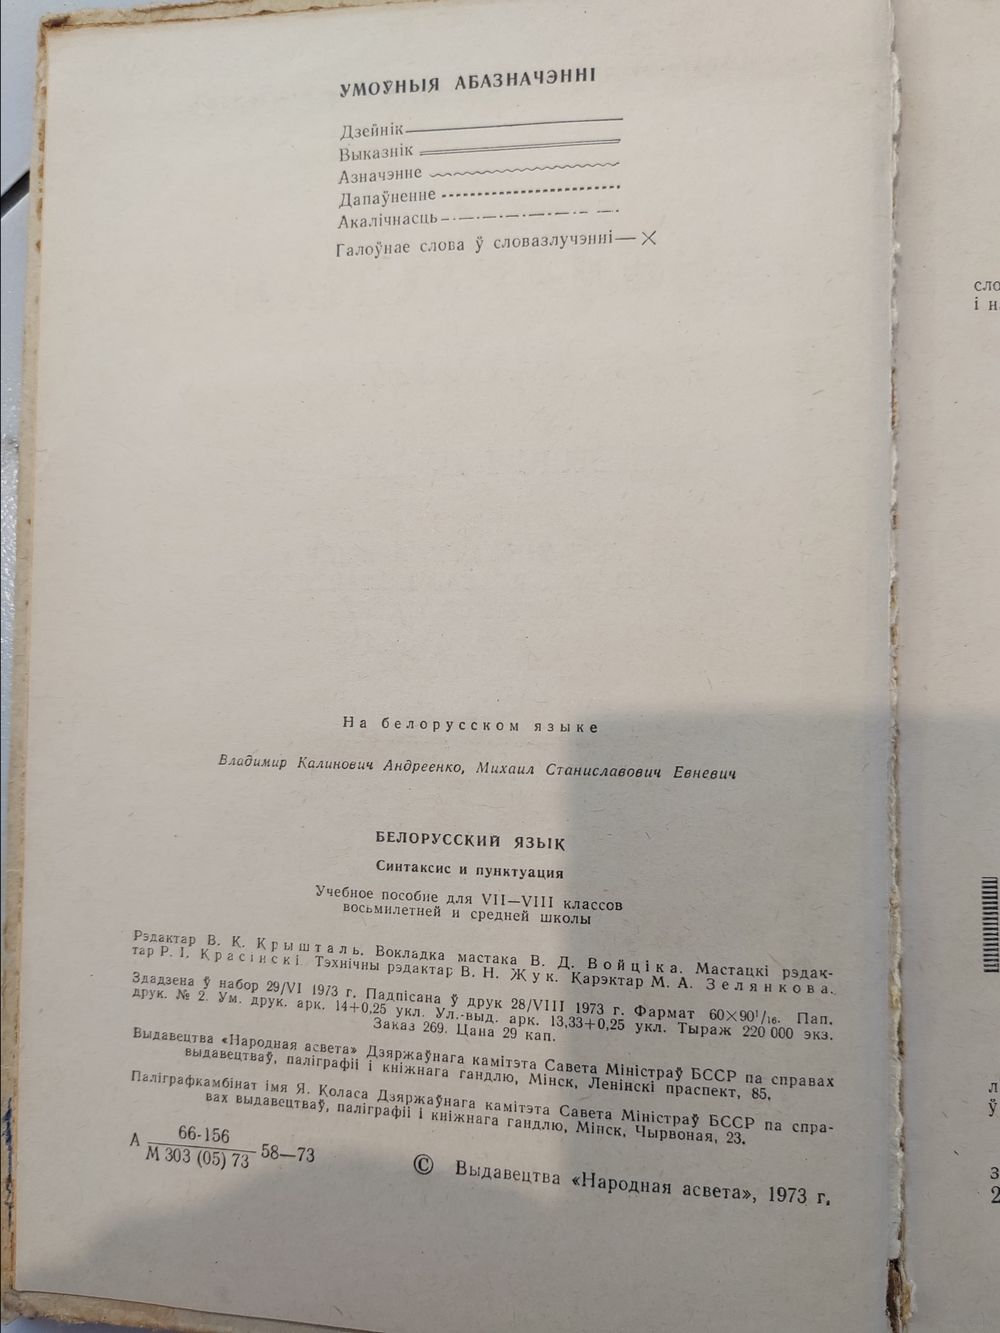 УМОЎНЫЯ АБАЗНАЧЭННІ
Дзейнік
Выказнік
Азначэнне
Дапаўненне
Акалічнасць
Галоўнае слова ў словазлучэнні— ✕
На белорусском языке
Владимир Калинович Андреенко, Михаил Станиславович Евневич
БЕЛОРУССКИЙ ЯЗЫК
Синтаксис и пунктуация
Учебное пособие для VII—VIII классов
восьмилетней и средней школы
Рэдактар В. К. Крышталь. Вокладка мастака В. Д. Войціка. Мастацкі рэдак-
тар Р. І. Красінскі. Тэхнічны рэдактар В. Н. Жук. Карэктар М. А. Зелянкова.
Здадзена ў набор 29/VI 1973 г. Падпісана ў друк 28/VIII 1973 г. Фармат 60×90¹/₁₆. Пап.
друк. № 2. Ум. друк. арк. 14+0,25 укл. Ул.-выд. арк. 13,33+0,25 укл. Тыраж 220 000 экз.
Заказ 269. Цана 29 кап.
Выдавецтва «Народная асвета» Дзяржаўнага камітэта Савета Міністраў БССР па справах
выдавецтваў, паліграфіі і кніжнага гандлю, Мінск, Ленінскі праспект, 85.
Паліграфкамбінат імя Я. Коласа Дзяржаўнага камітэта Савета Міністраў БССР па спра-
вах выдавецтваў, паліграфіі і кніжнага гандлю, Мінск, Чырвоная, 23.
А 66-156
М 303 (05) 73 58—73
© Выдавецтва «Народная асвета», 1973 г.
сло
і н
л
ў
з
2